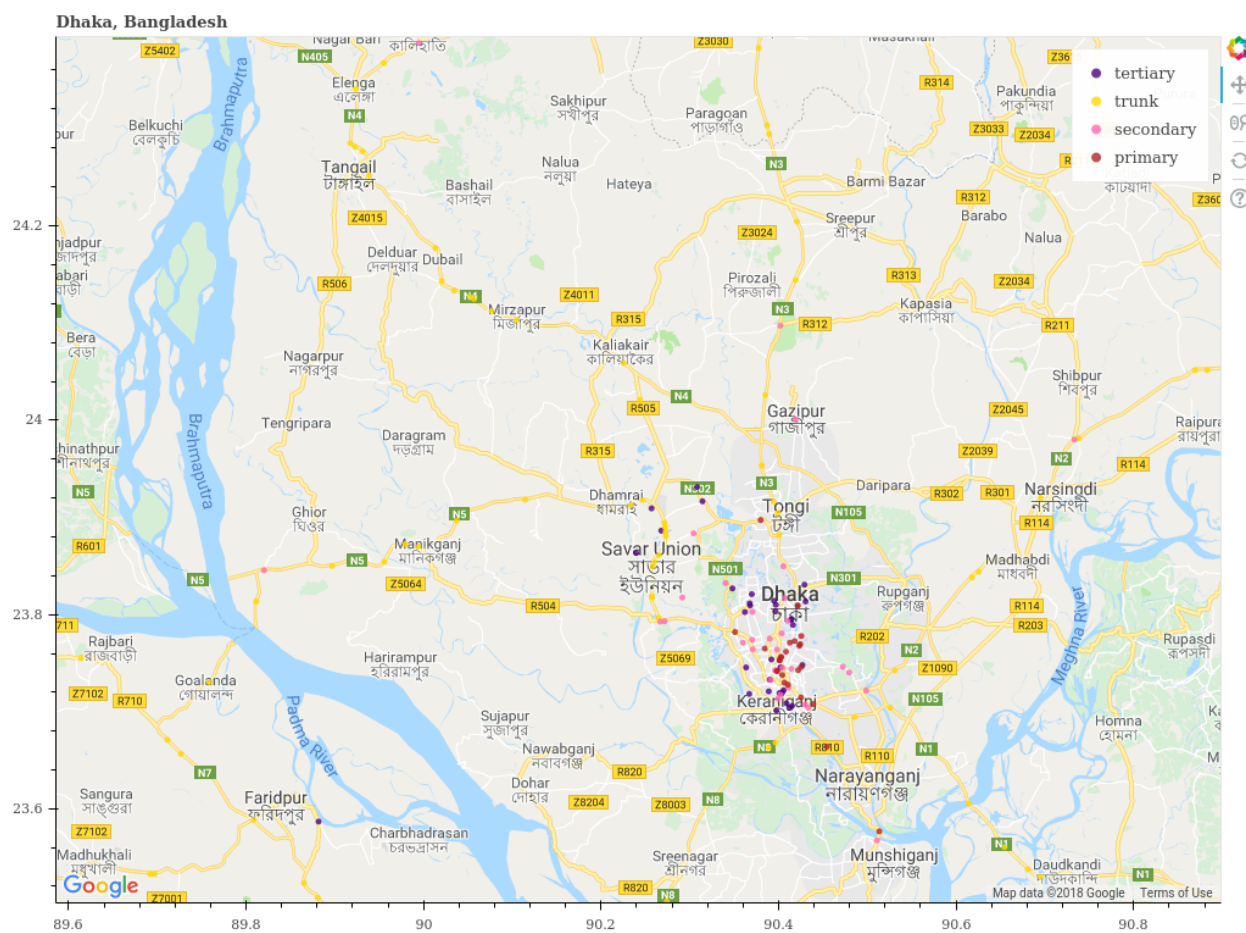 Dhaka, Bangladesh
Z5402
N405
Nagar Bari
কালিহাতি
Z3030
Masakhali
tertiary
trunk
secondary
primary
Elenga
এলেঙ্গা
N4
Brahmaputra
Belkuchi
বেলকুচি
Sakhipur
সখীপুর
Paragoan
পাড়াগাঁও
R314
Pakundia
পাকুন্দিয়া
Z3033
Z2034
Tangail
টাঙ্গাইল
Nalua
নলুয়া
N3
Bashail
বাসাইল
Hateya
Barmi Bazar
R312
Barabo
Z4015
Sreepur
শ্রীপুর
24.2
Z3024
Nalua
Delduar
দেলদুয়ার
Dubail
R506
Pirozali
পিরুজালী
R313
Z2034
N4
Z4011
Mirzapur
মির্জাপুর
N3
Kapasia
কাপাসিয়া
R315
R312
R211
Bera
বেড়া
Kaliakair
কালিয়াকৈর
Nagarpur
নাগরপুর
Shibpur
শিবপুর
N4
R505
Z2045
24
Gazipur
গাজীপুর
Tengripara
Daragram
দড়গ্রাম
Brahmaputra
R315
Z2039
N2
R114
N5
N3
Daripara
R302
R301
Narsingdi
নরসিংদী
Dhamrai
ধামরাই
Tongi
টঙ্গী
N105
R114
Ghior
ঘিওর
N5
R601
Manikganj
মানিকগঞ্জ
Savar Union
সাভার
ইউনিয়ন
Madhabdi
মাধবদী
N5
N5
N501
N301
Z5064
Dhaka
ঢাকা
Rupganj
রূপগঞ্জ
R504
R114
R203
23.8
711
Rajbari
রাজবাড়ী
R202
N2
Rupasdi
রূপসদী
Harirampur
হরিরামপুর
Z5069
Z1090
Meghna River
Z7102
R710
Goalanda
গোয়ালন্দ
Keraniganj
কেরানীগঞ্জ
N105
Padma River
Sujapur
সুজাপুর
Homna
হোমনা
Nawabganj
নবাবগঞ্জ
N8
R810
R110
N1
N7
R820
Narayanganj
নারায়ণগঞ্জ
Dohar
দোহার
Sangura
সাঙ্গুরা
Faridpur
ফরিদপুর
Z8204
Z8003
N8
23.6
Z7102
Charbhadrasan
চরভদ্রাসন
N1
Madhukhali
মধুখালী
Sreenagar
শ্রীনগর
Munshiganj
মুন্সিগঞ্জ
Daudkandi
দাউদকান্দি
N1
Google
Z7001
R820
N8
Map data ©2018 Google
Terms of Use
89.6
89.8
90
90.2
90.4
90.6
90.8